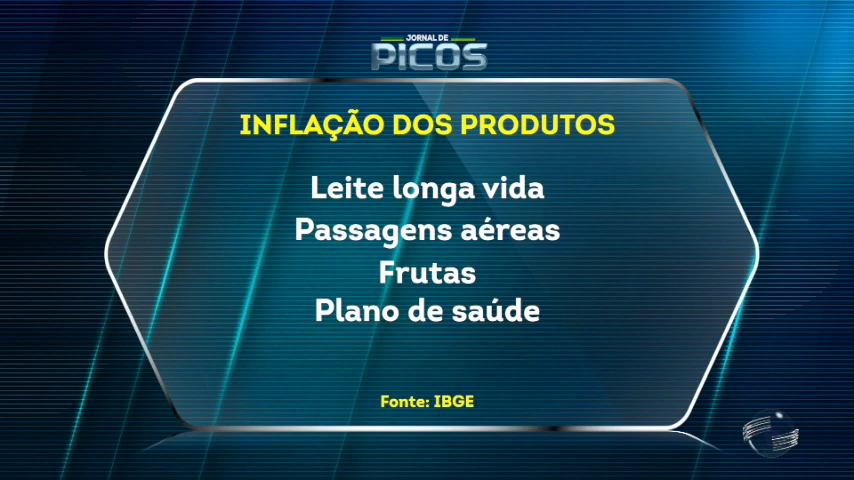 JORNAL DE
PICOS
INFLAÇÃO DOS PRODUTOS
Leite longa vida
Passagens aéreas
Frutas
Plano de saúde
Fonte: IBGE